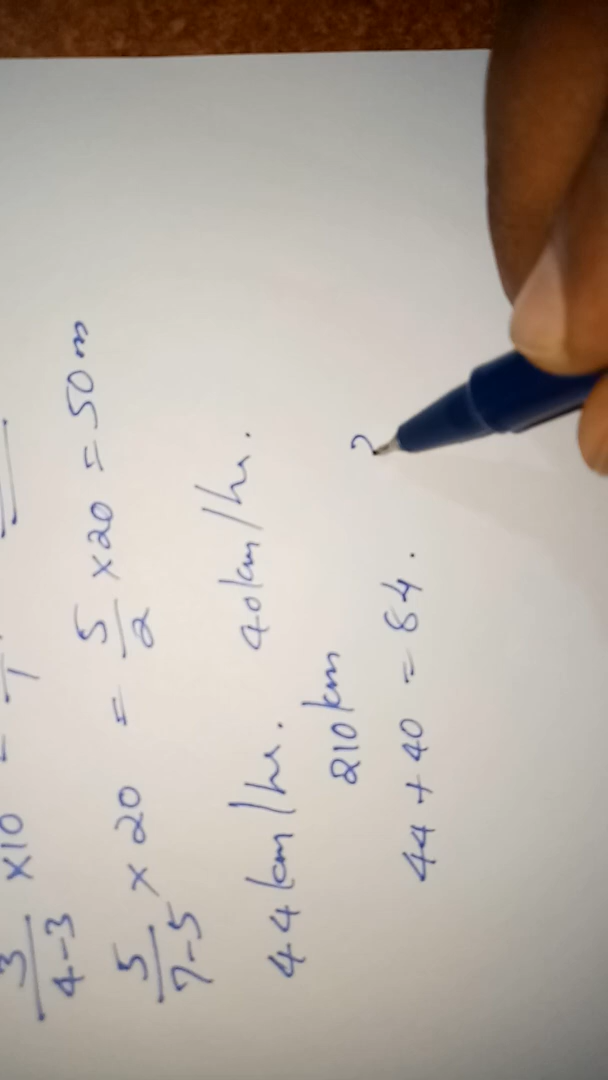 3/(4-3) ×10 =
5/(7-5) × 20 = 5/2 ×20 = 50 m
44 km/hr. 40km/hr.
210km
44 + 40 = 84.